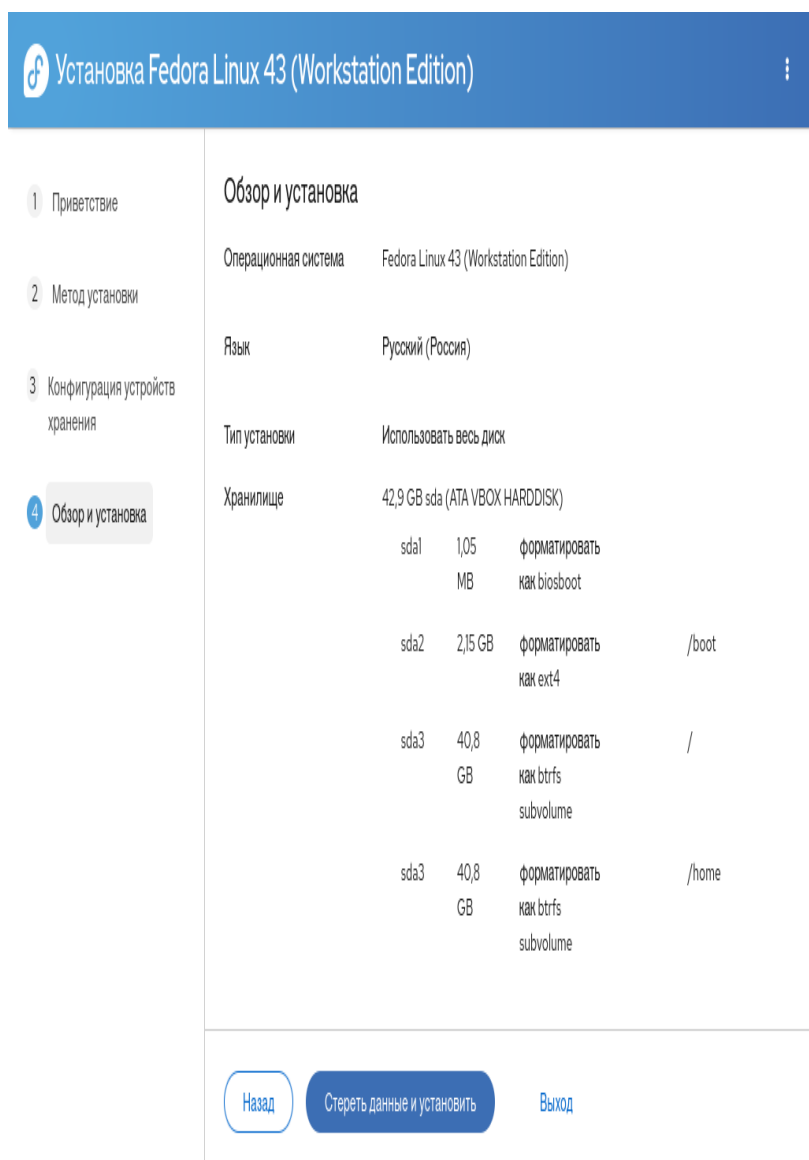 Установка Fedora Linux 43 (Workstation Edition)
1 Приветствие
2 Метод установки
3 Конфигурация устройств
хранения
4 Обзор и установка
Обзор и установка
Операционная система Fedora Linux 43 (Workstation Edition)
Язык Русский (Россия)
Тип установки Использовать весь диск
Хранилище 42,9 GB sda (ATA VBOX HARDDISK)
sda1 1,05 форматировать
MB как biosboot
sda2 2,15 GB форматировать /boot
как ext4
sda3 40,8 форматировать /
GB как btrfs
subvolume
sda3 40,8 форматировать /home
GB как btrfs
subvolume
Назад Стереть данные и установить Выход